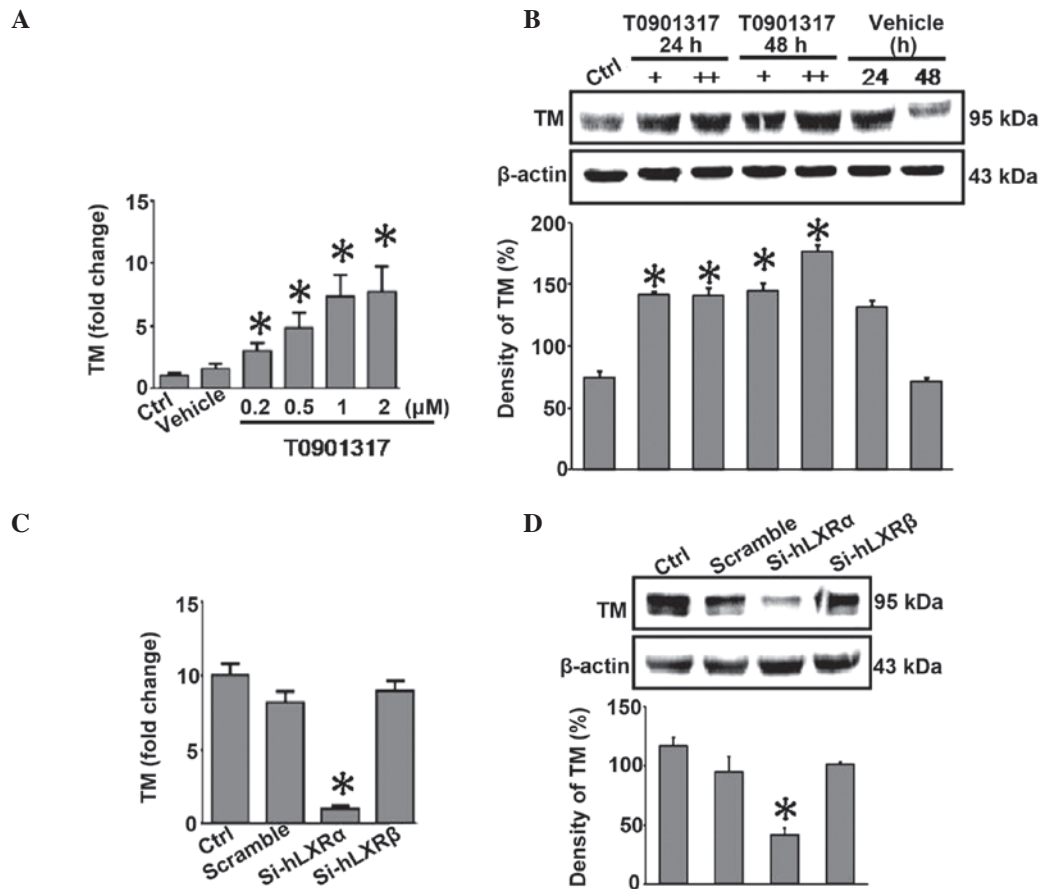 A
TM (fold change)
15
10
5
0
Ctrl
Vehicle
0.2 0.5 1 2 (µM)
T0901317
B
T0901317 T0901317 Vehicle
24 h 48 h (h)
Ctrl + ++ + ++ 24 48
TM 95 kDa
β-actin 43 kDa
Density of TM (%)
200
150
100
50
0
* * * *
* * * *
C
TM (fold change)
15
10
5
0
*
Ctrl
Scramble
Si-hLXRα
Si-hLXRβ
D
Ctrl Scramble Si-hLXRα Si-hLXRβ
TM 95 kDa
β-actin 43 kDa
Density of TM (%)
150
100
50
0
*